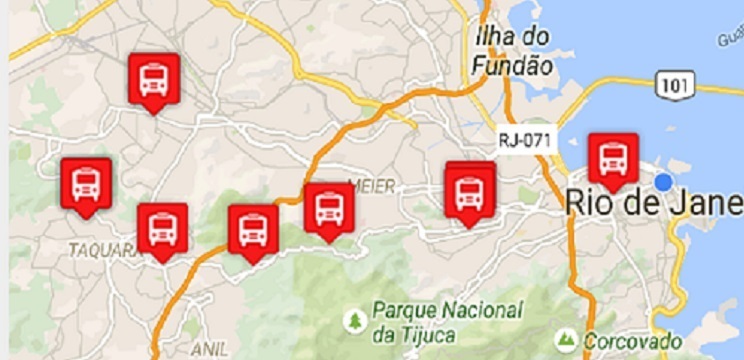 Ilha do
Fundão
Gua
101
RJ-071
MEIER
Rio de Jane
TAQUARA
Parque Nacional
da Tijuca
Corcovado
ANIL